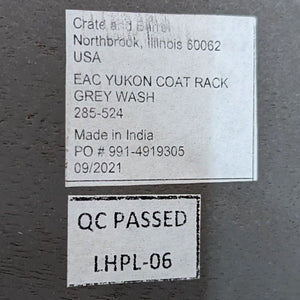 Crate and Barrel
Northbrook, Illinois 60062
USA
EAC YUKON COAT RACK
GREY WASH
285-524
Made in India
PO # 991-4919305
09/2021
QC PASSED
LHPL-06